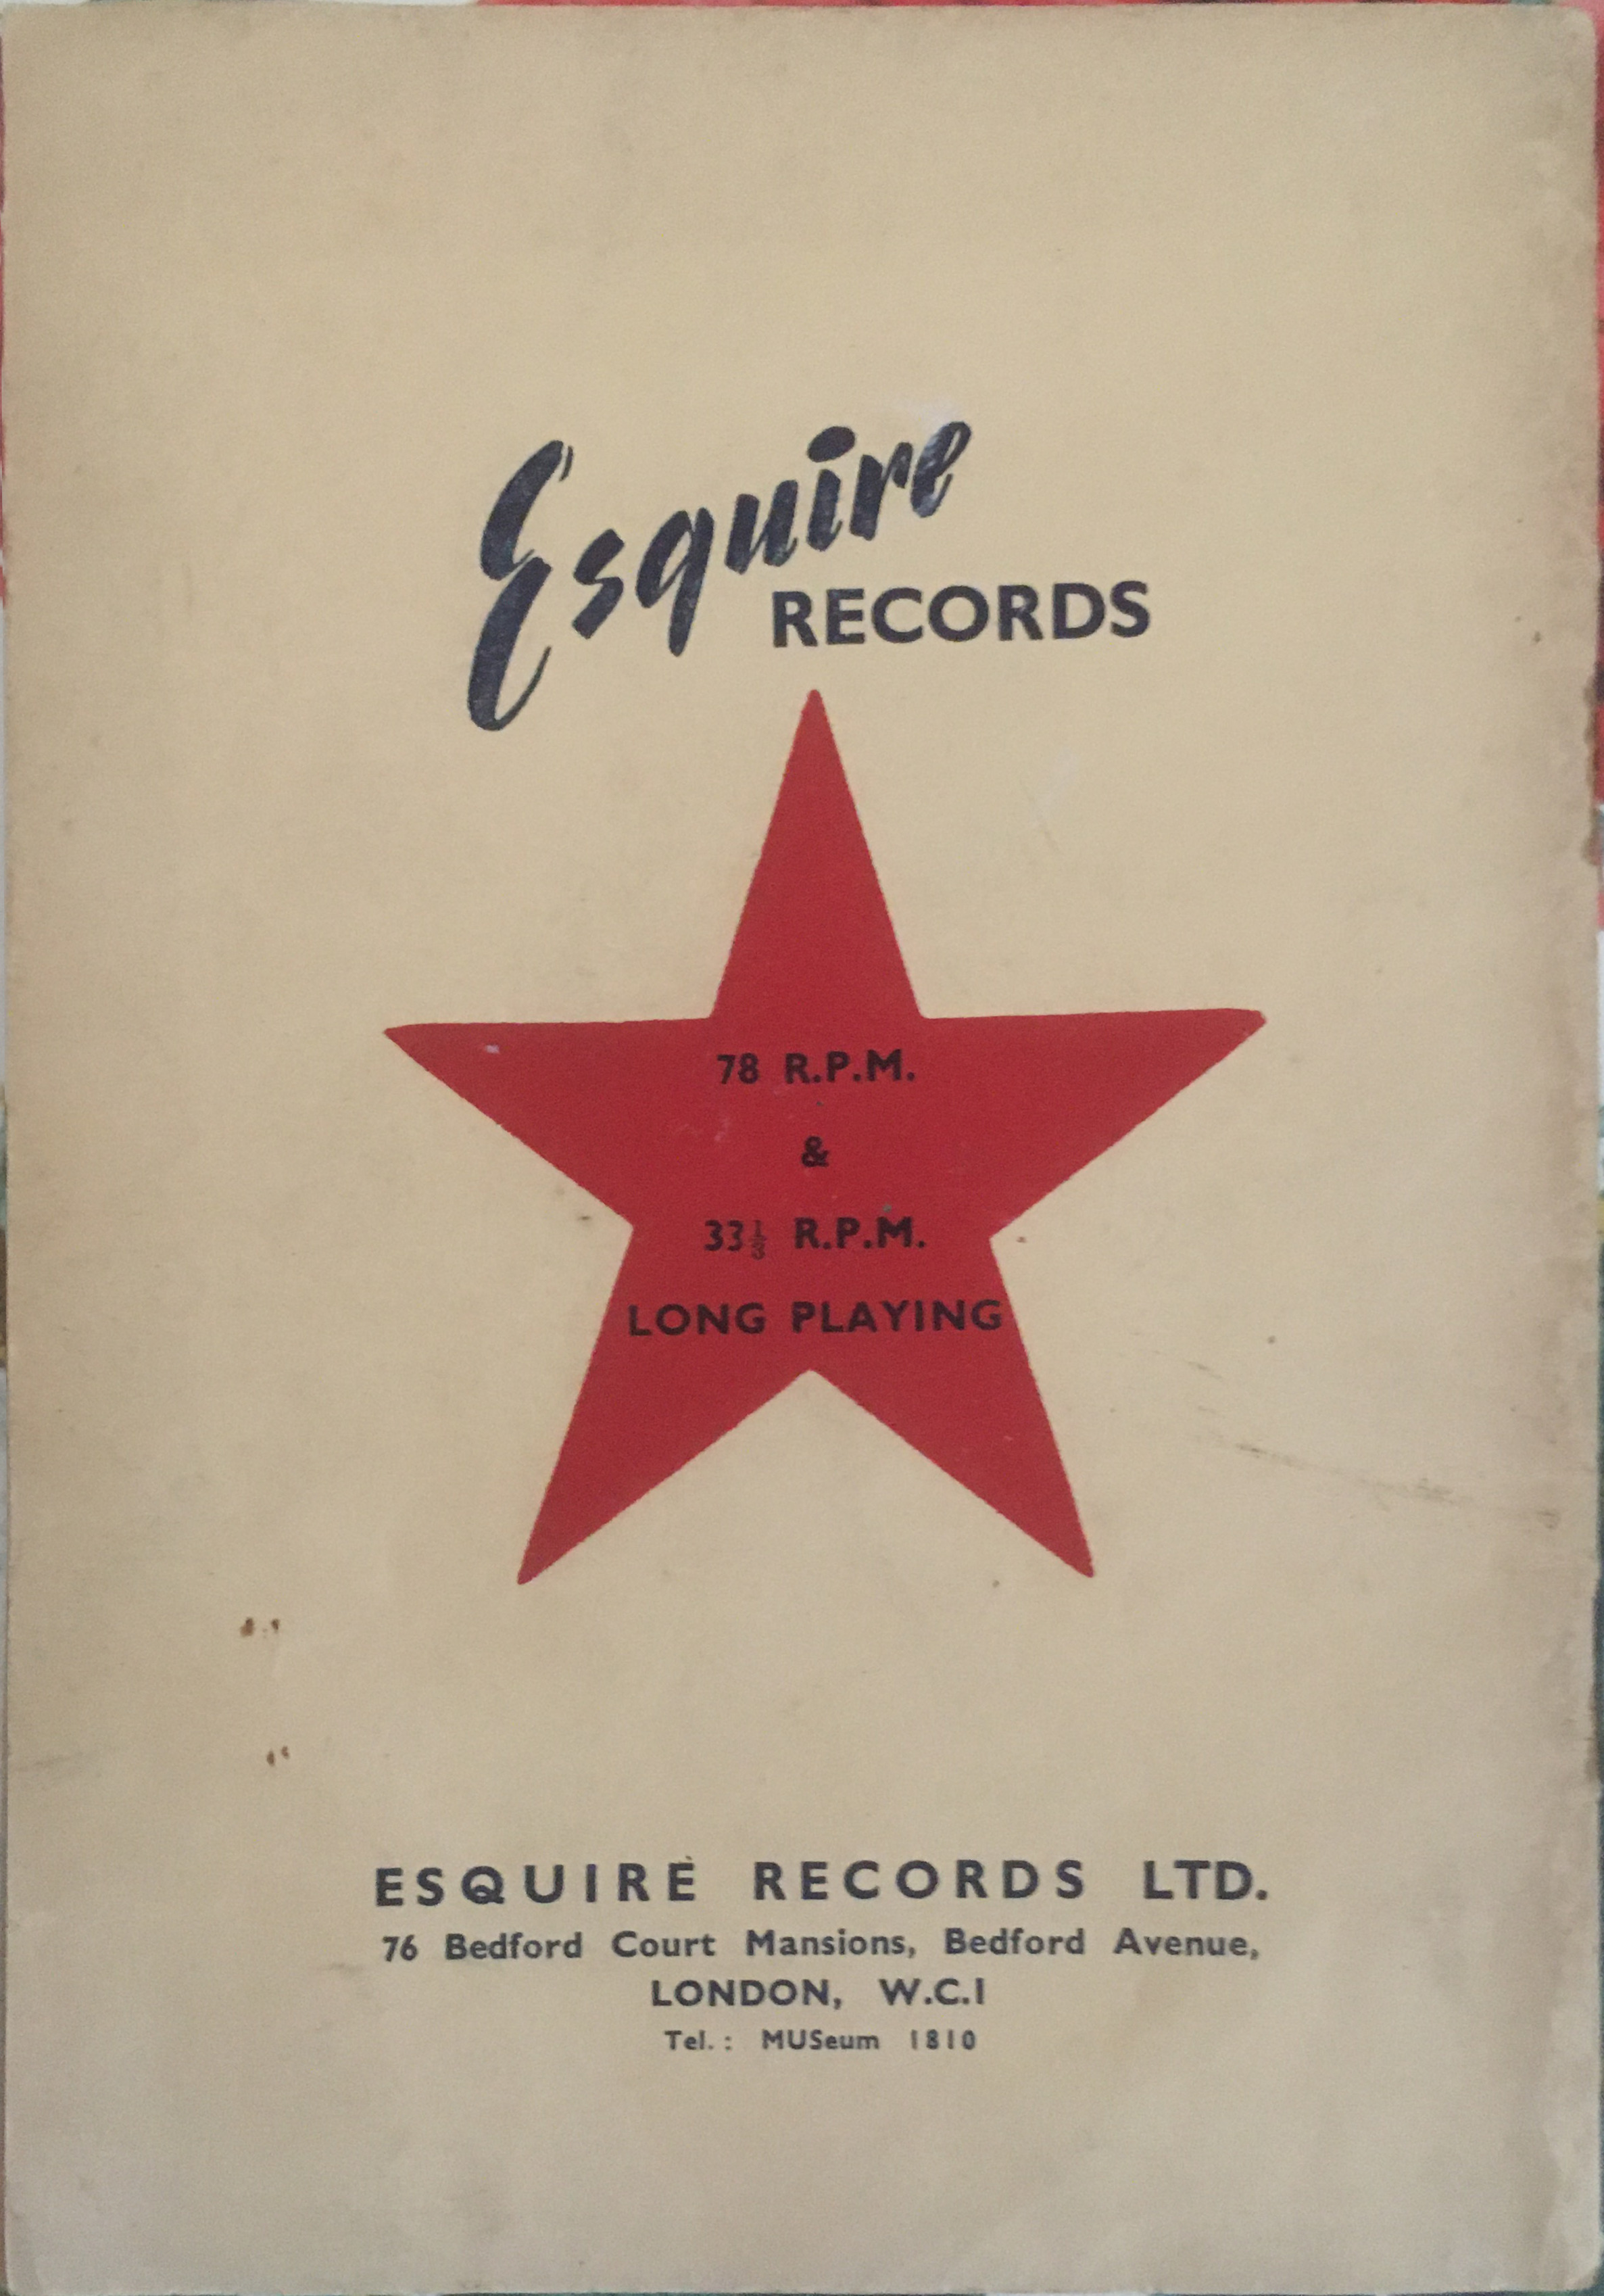 Esquire
RECORDS
78 R.P.M.
&
33⅓ R.P.M.
LONG PLAYING
ESQUIRE RECORDS LTD.
76 Bedford Court Mansions, Bedford Avenue,
LONDON, W.C.1
Tel.: MUSeum 1810